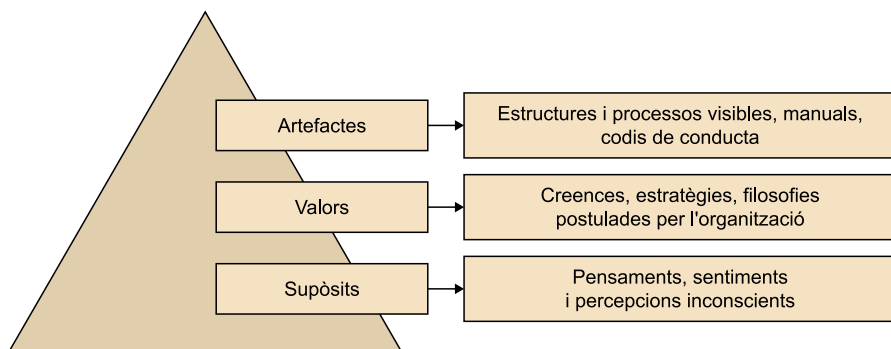 Artefactes
Estructures i processos visibles, manuals,
codis de conducta
Valors
Creences, estratègies, filosofies
postulades per l'organització
Supòsits
Pensaments, sentiments
i percepcions inconscients